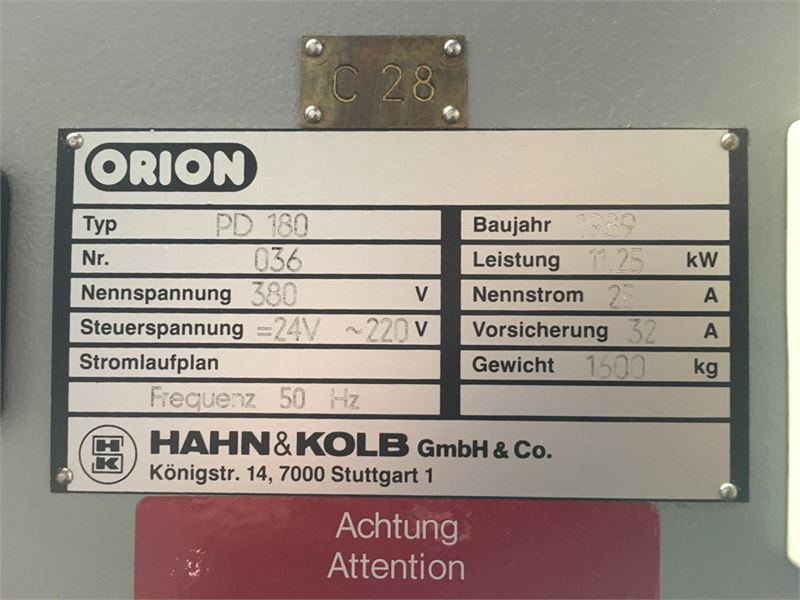 C 28
ORION
Typ PD 180
Baujahr 1989
Nr. 036
Leistung 11.25 kW
Nennspannung 380 V
Nennstrom A
Steuerspannung =24V ~220 V
Vorsicherung 32 A
Stromlaufplan
Gewicht 1600 kg
Frequenz 50 Hz
HK
HAHN & KOLB GmbH & Co.
Königstr. 14, 7000 Stuttgart 1
Achtung
Attention